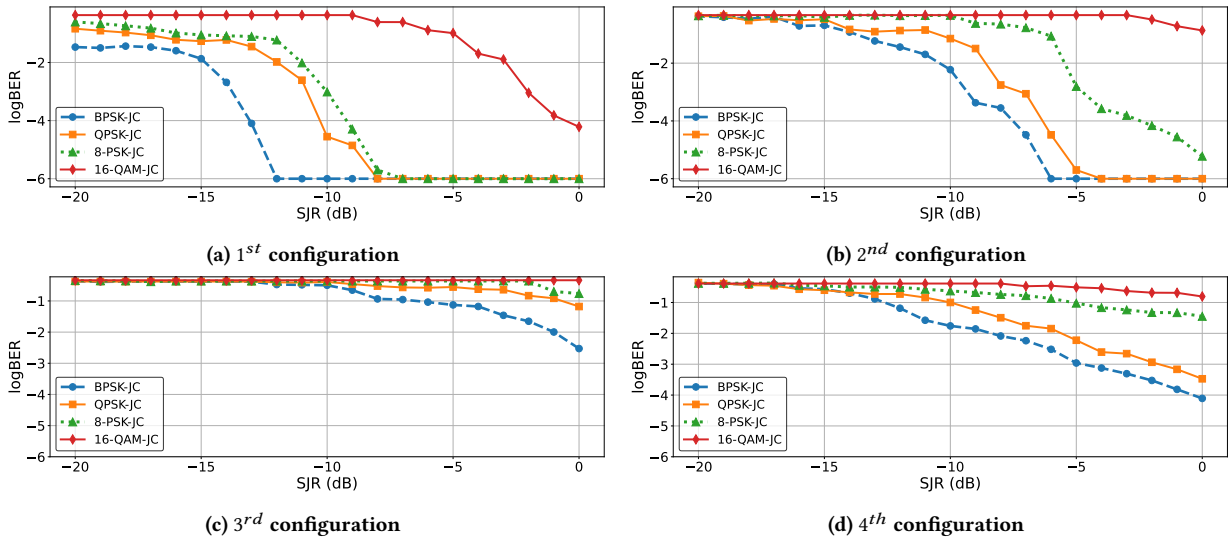 logBER
−2
−4
−6
BPSK-JC
QPSK-JC
8-PSK-JC
16-QAM-JC
−20 −15 −10 −5 0
SJR (dB)
(a) 1st configuration
logBER
−2
−4
−6
BPSK-JC
QPSK-JC
8-PSK-JC
16-QAM-JC
−20 −15 −10 −5 0
SJR (dB)
(b) 2nd configuration
logBER
−1
−2
−3
−4
−5
−6
BPSK-JC
QPSK-JC
8-PSK-JC
16-QAM-JC
−20 −15 −10 −5 0
SJR (dB)
(c) 3rd configuration
logBER
−1
−2
−3
−4
−5
−6
BPSK-JC
QPSK-JC
8-PSK-JC
16-QAM-JC
−20 −15 −10 −5 0
SJR (dB)
(d) 4th configuration